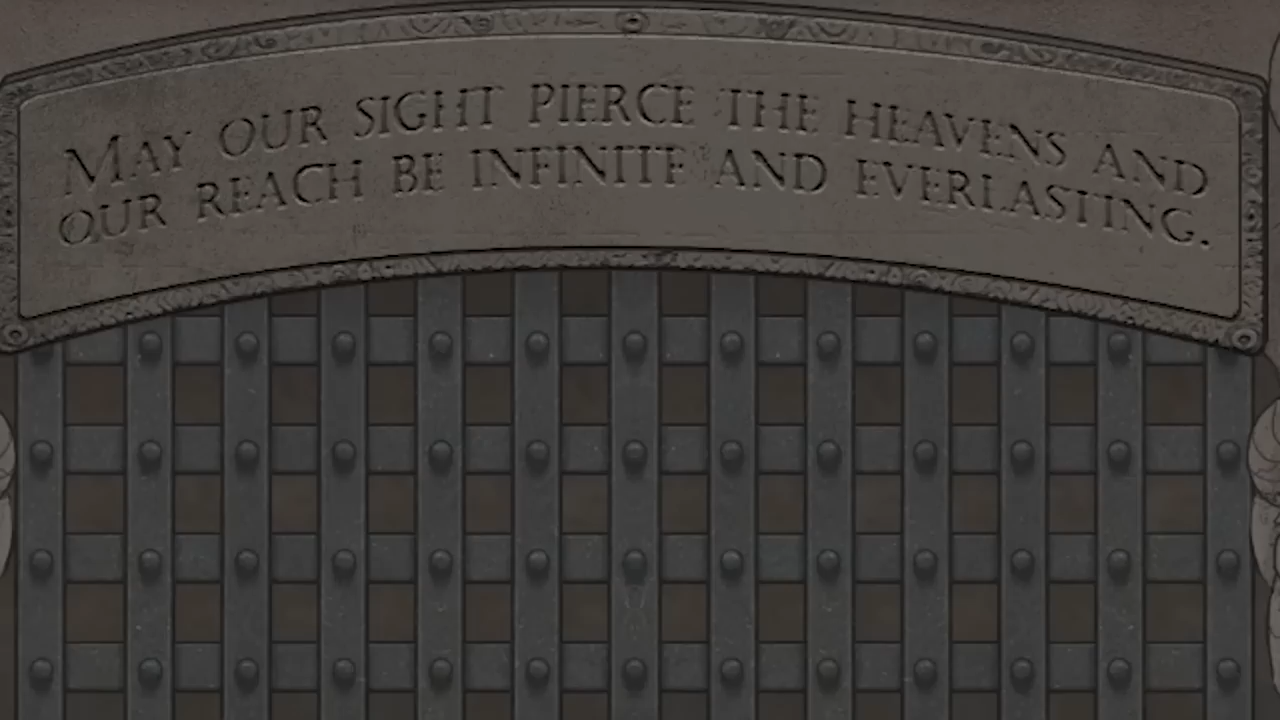 MAY OUR SIGHT PIERCE THE HEAVENS AND
OUR REACH BE INFINITE AND EVERLASTING.